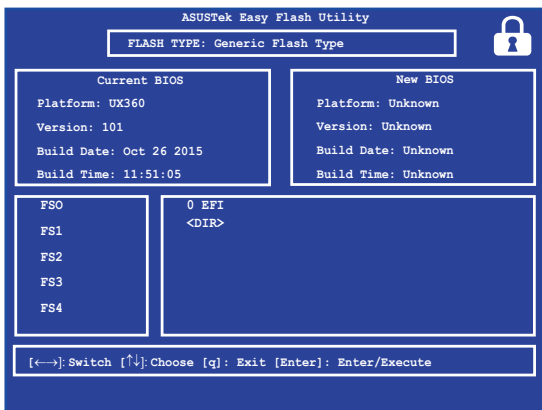 ASUSTek Easy Flash Utility
FLASH TYPE: Generic Flash Type
Current BIOS
Platform: UX360
Version: 101
Build Date: Oct 26 2015
Build Time: 11:51:05
New BIOS
Platform: Unknown
Version: Unknown
Build Date: Unknown
Build Time: Unknown
FSO
FS1
FS2
FS3
FS4
0 EFI
<DIR>
[←→]: Switch [↑↓]: Choose [q]: Exit [Enter]: Enter/Execute